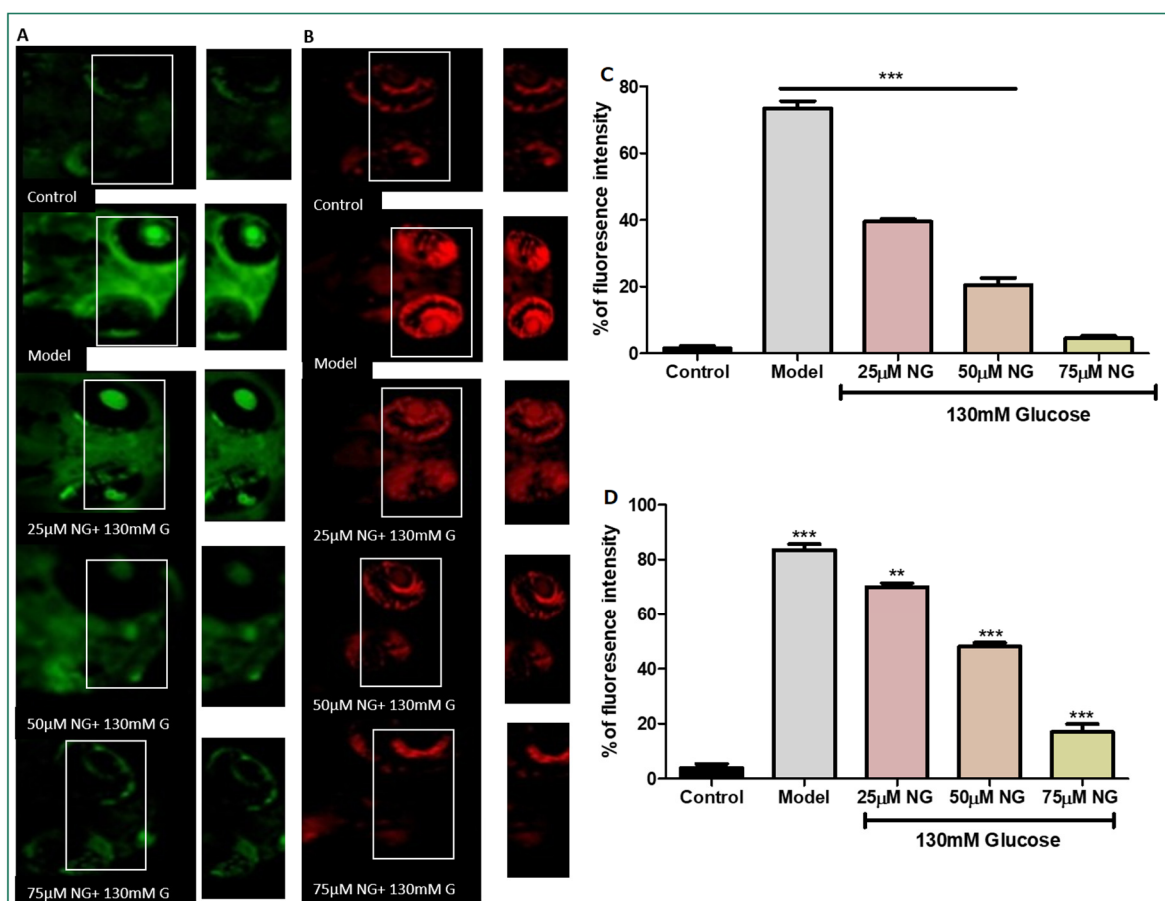 A
Control
Model
25μM NG+ 130mM G
50μM NG+ 130mM G
75μM NG+ 130mM G
B
Control
Model
25μM NG+ 130mM G
50μM NG+ 130mM G
75μM NG+ 130mM G
C
% of fluoresence intensity
80
60
40
20
0
***
Control Model 25μM NG 50μM NG 75μM NG
130mM Glucose
D
% of fluoresence intensity
100
80
60
40
20
0
***
**
***
***
Control Model 25μM NG 50μM NG 75μM NG
130mM Glucose